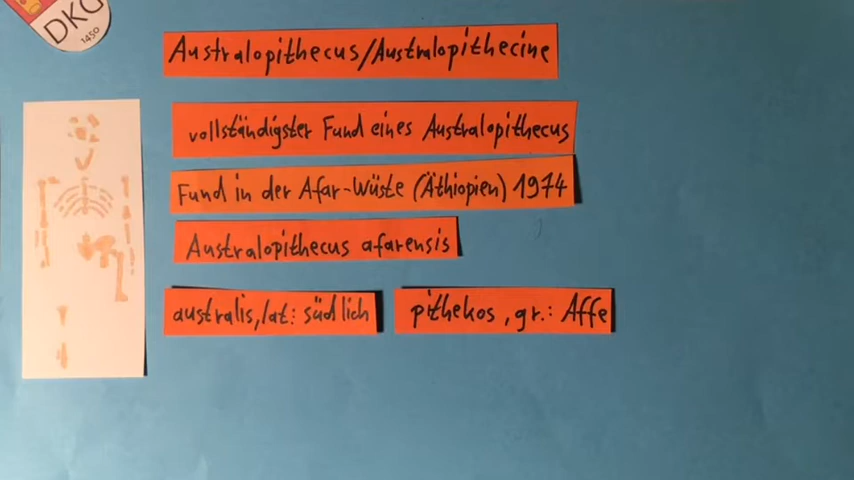 DKG
1450
Australopithecus/Australopithecine
vollständigster Fund eines Australopithecus
Fund in der Afar-Wüste (Äthiopien) 1974
Australopithecus afarensis
australis, lat: südlich
pithekos, gr.: Affe